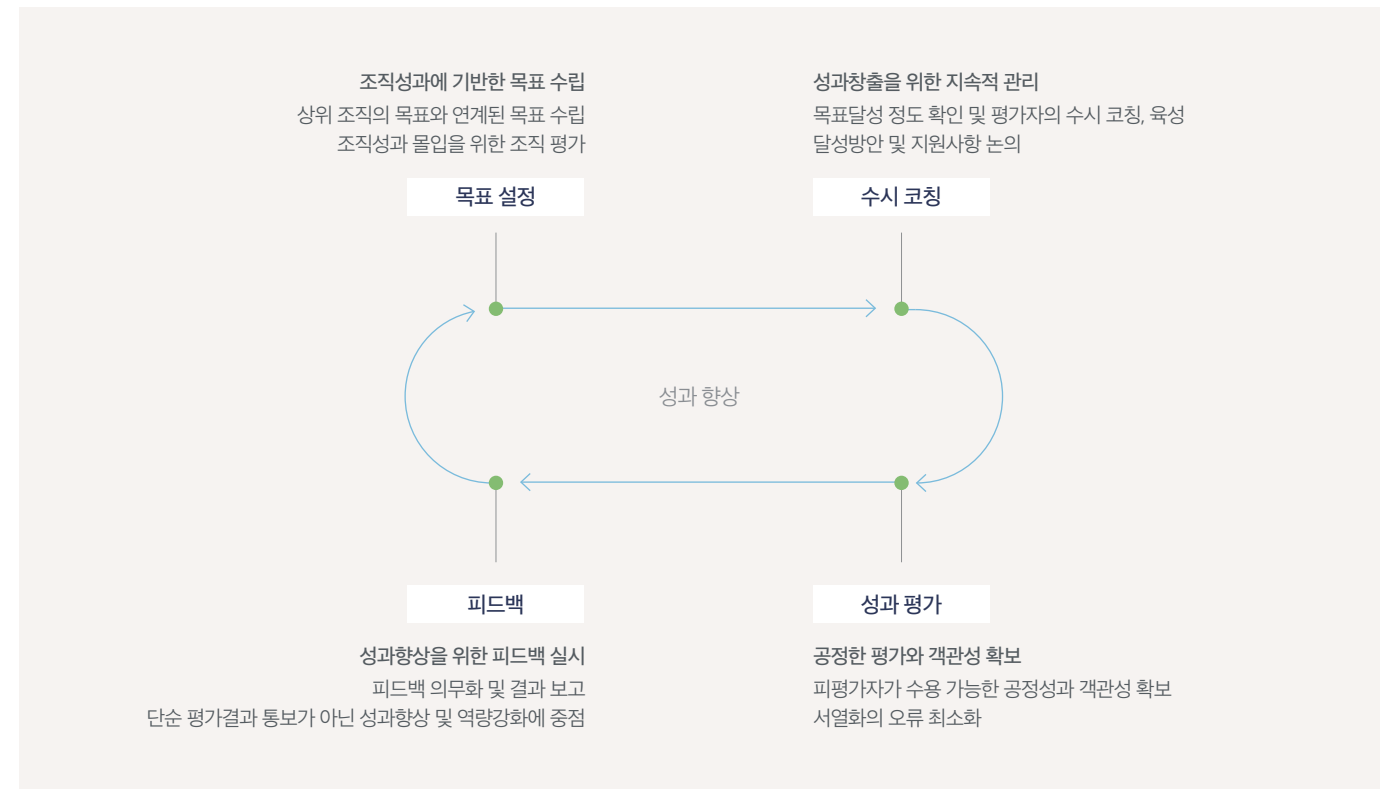 조직성과에 기반한 목표 수립
상위 조직의 목표와 연계된 목표 수립
조직성과 몰입을 위한 조직 평가
목표 설정
성과창출을 위한 지속적 관리
목표달성 정도 확인 및 평가자의 수시 코칭, 육성
달성방안 및 지원사항 논의
수시 코칭
성과 향상
피드백
성과향상을 위한 피드백 실시
피드백 의무화 및 결과 보고
단순 평가결과 통보가 아닌 성과향상 및 역량강화에 중점
성과 평가
공정한 평가와 객관성 확보
피평가자가 수용 가능한 공정성과 객관성 확보
서열화의 오류 최소화